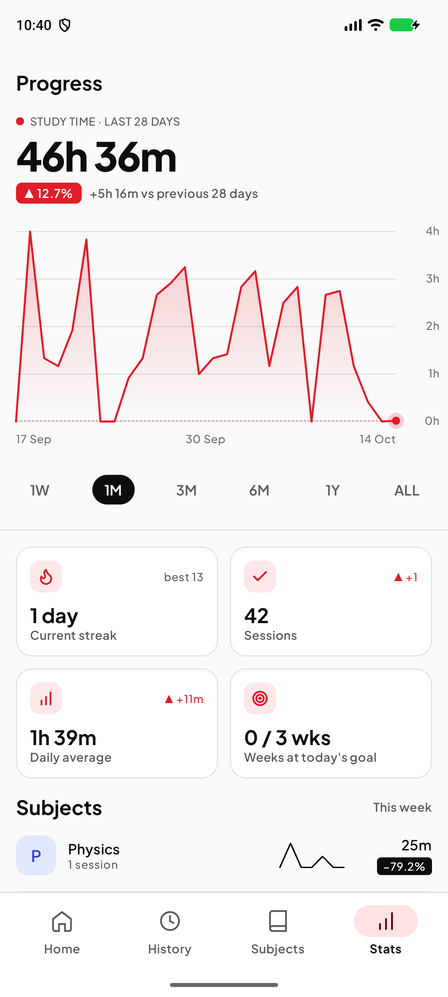 10:40
Progress
STUDY TIME · LAST 28 DAYS
46h 36m
▲ 12.7% +5h 16m vs previous 28 days
4h
3h
2h
1h
0h
17 Sep 30 Sep 14 Oct
1W 1M 3M 6M 1Y ALL
best 13
1 day
Current streak
▲ +1
42
Sessions
▲ +11m
1h 39m
Daily average
0 / 3 wks
Weeks at today's goal
Subjects This week
P Physics 25m
1 session −79.2%
Home History Subjects Stats